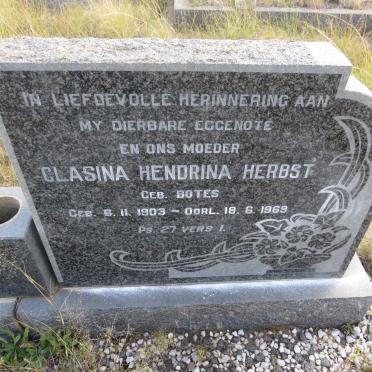 IN LIEFDEVOLLE HERINNERING AAN
MY DIERBARE EGGENOTE
EN ONS MOEDER
CLASINA HENDRINA HERBST
GEB. BOTES
GEB. 6. 11. 1903 — OORL. 18. 6. 1969
PS. 27 VERS 1.